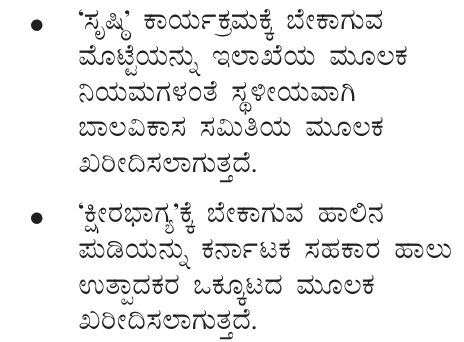 • ‘ಸೃಷ್ಠಿ’ ಕಾರ್ಯಕ್ರಮಕ್ಕೆ ಬೇಕಾಗುವ
ಮೊಟ್ಟೆಯನ್ನು ಇಲಾಖೆಯ ಮೂಲಕ
ನಿಯಮಗಳಂತೆ ಸ್ಥಳೀಯವಾಗಿ
ಬಾಲವಿಕಾಸ ಸಮಿತಿಯ ಮೂಲಕ
ಖರೀದಿಸಲಾಗುತ್ತದೆ.
• ‘ಕ್ಷೀರಭಾಗ್ಯ’ಕ್ಕೆ ಬೇಕಾಗುವ ಹಾಲಿನ
ಪುಡಿಯನ್ನು ಕರ್ನಾಟಕ ಸಹಕಾರ ಹಾಲು
ಉತ್ಪಾದಕರ ಒಕ್ಕೂಟದ ಮೂಲಕ
ಖರೀದಿಸಲಾಗುತ್ತದೆ.